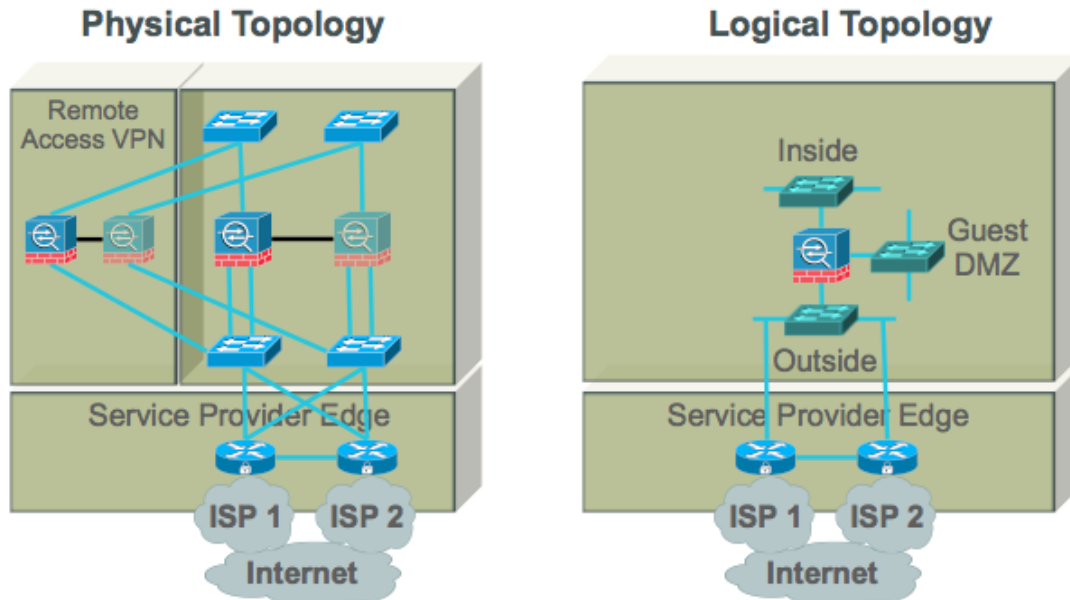 Physical Topology
Remote
Access VPN
Service Provider Edge
ISP 1
ISP 2
Internet
Logical Topology
Inside
Guest
DMZ
Outside
Service Provider Edge
ISP 1
ISP 2
Internet